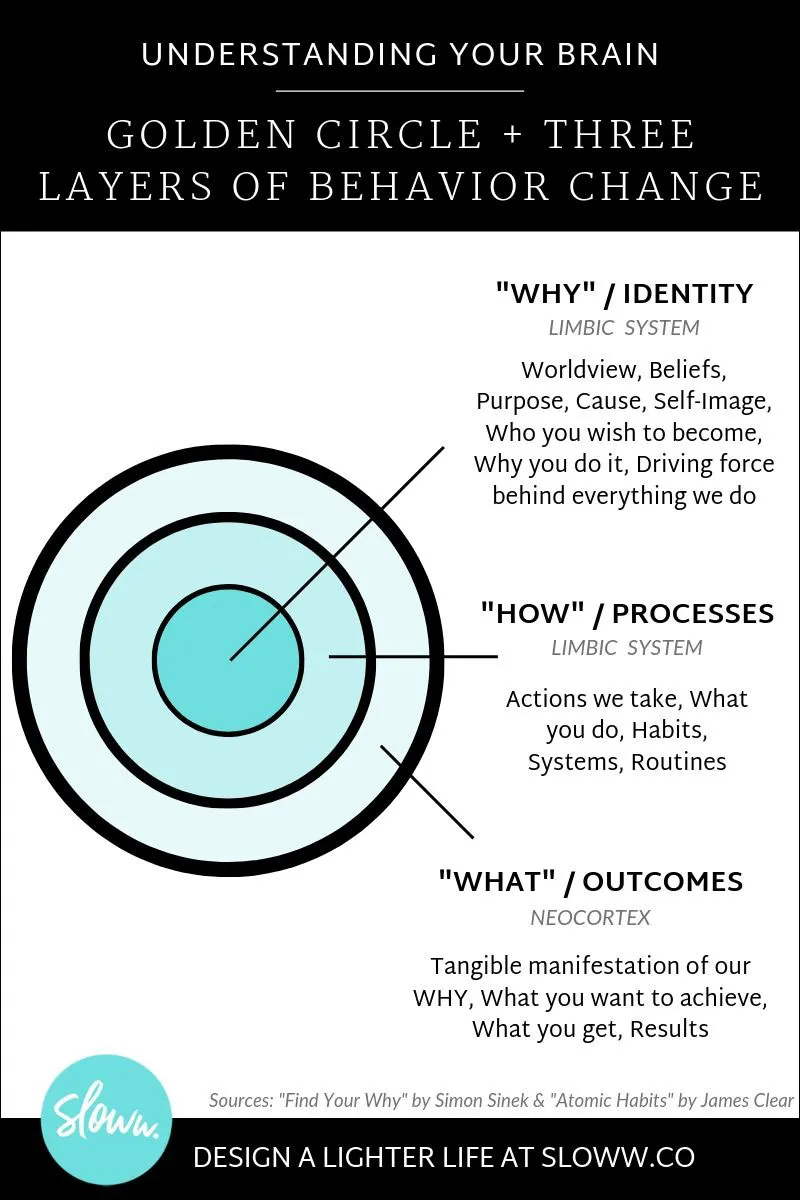 UNDERSTANDING YOUR BRAIN
GOLDEN CIRCLE + THREE
LAYERS OF BEHAVIOR CHANGE
"WHY" / IDENTITY
LIMBIC SYSTEM
Worldview, Beliefs,
Purpose, Cause, Self-Image,
Who you wish to become,
Why you do it, Driving force
behind everything we do
"HOW" / PROCESSES
LIMBIC SYSTEM
Actions we take, What
you do, Habits,
Systems, Routines
"WHAT" / OUTCOMES
NEOCORTEX
Tangible manifestation of our
WHY, What you want to achieve,
What you get, Results
Sources: "Find Your Why" by Simon Sinek & "Atomic Habits" by James Clear
sloww.
DESIGN A LIGHTER LIFE AT SLOWW.CO